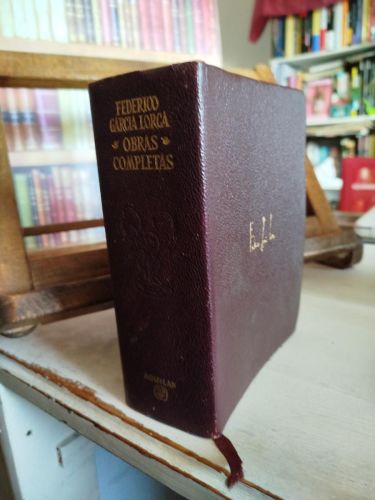 FEDERICO
GARCIA LORCA
OBRAS
COMPLETAS
AGUILAR